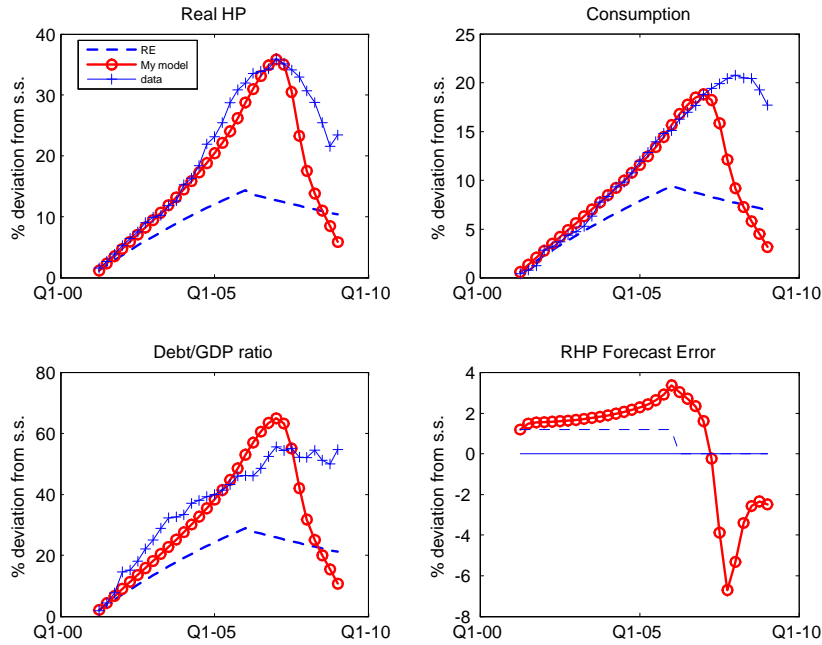 Real HP
% deviation from s.s.
40
30
20
10
0
Q1-00
Q1-05
Q1-10
RE
My model
data
Consumption
% deviation from s.s.
25
20
15
10
5
0
Q1-00
Q1-05
Q1-10
Debt/GDP ratio
% deviation from s.s.
80
60
40
20
0
Q1-00
Q1-05
Q1-10
RHP Forecast Error
% deviation from s.s.
4
2
0
-2
-4
-6
-8
Q1-00
Q1-05
Q1-10